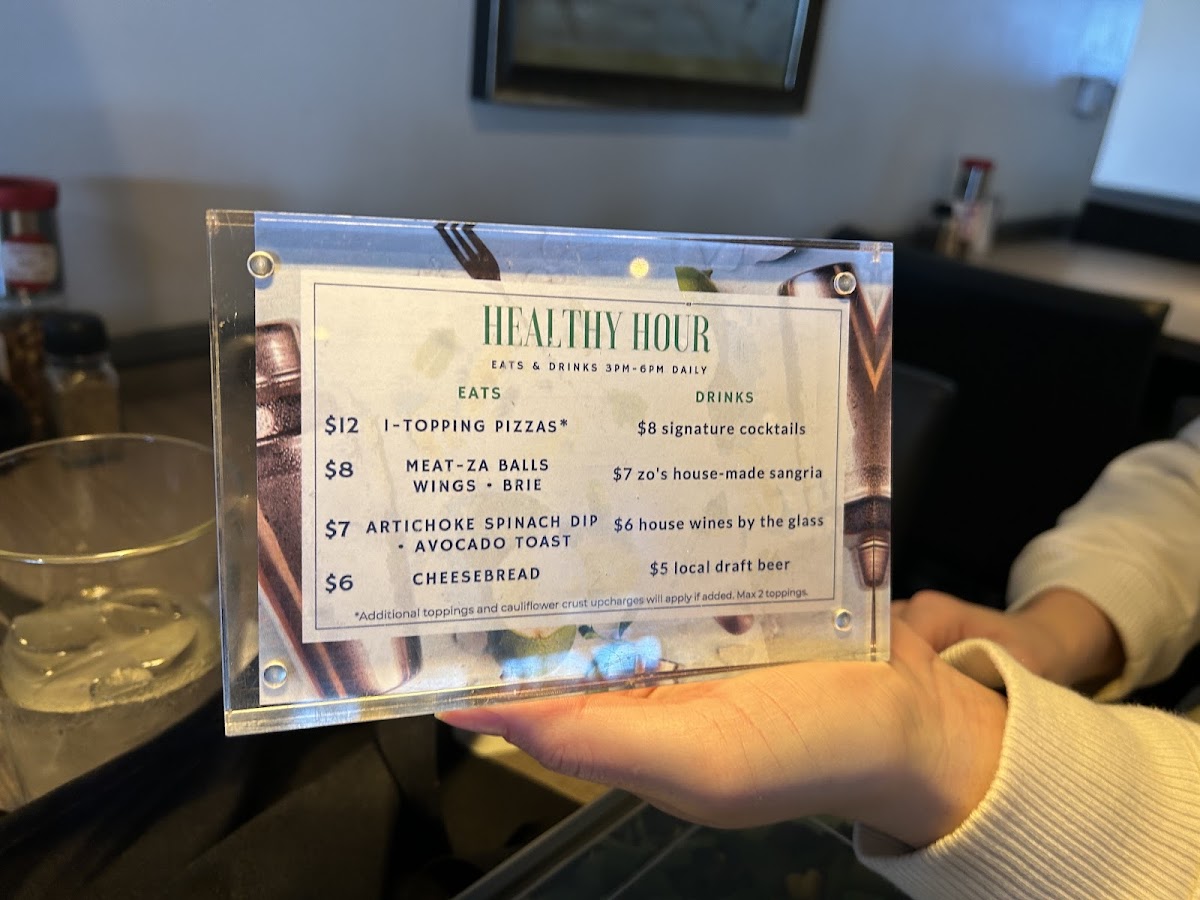 HEALTHY HOUR
EATS & DRINKS 3PM-6PM DAILY
EATS
$12 1-TOPPING PIZZAS*
$8 MEAT-ZA BALLS
WINGS • BRIE
$7 ARTICHOKE SPINACH DIP
• AVOCADO TOAST
$6 CHEESEBREAD
DRINKS
$8 signature cocktails
$7 zo's house-made sangria
$6 house wines by the glass
$5 local draft beer
*Additional toppings and cauliflower crust upcharges will apply if added. Max 2 toppings.